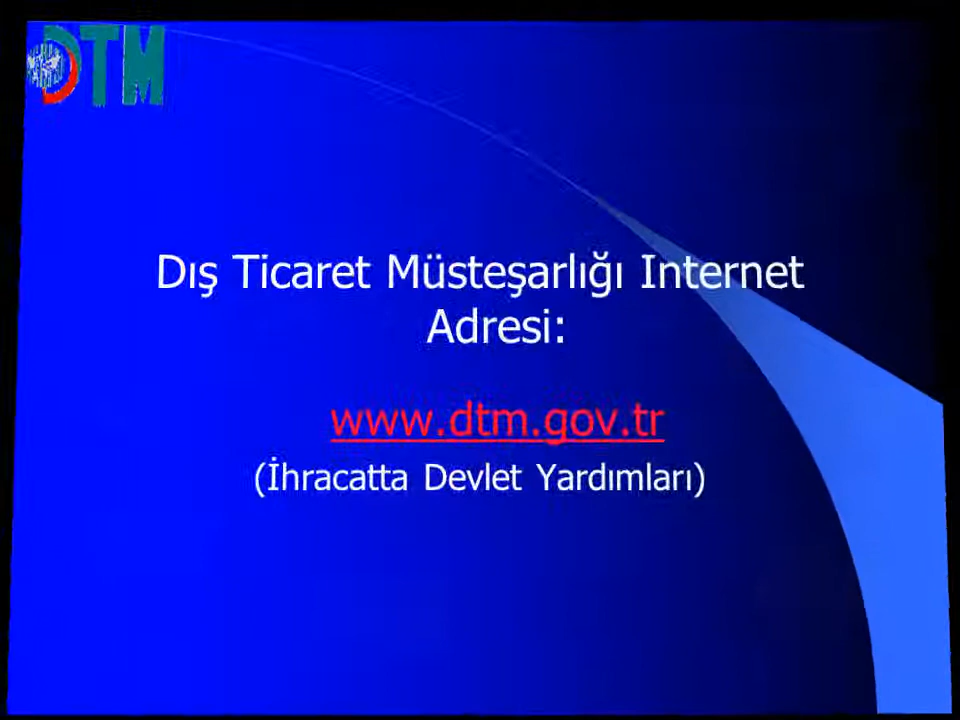 DTM
Dış Ticaret Müsteşarlığı Internet
Adresi:
www.dtm.gov.tr
(İhracatta Devlet Yardımları)